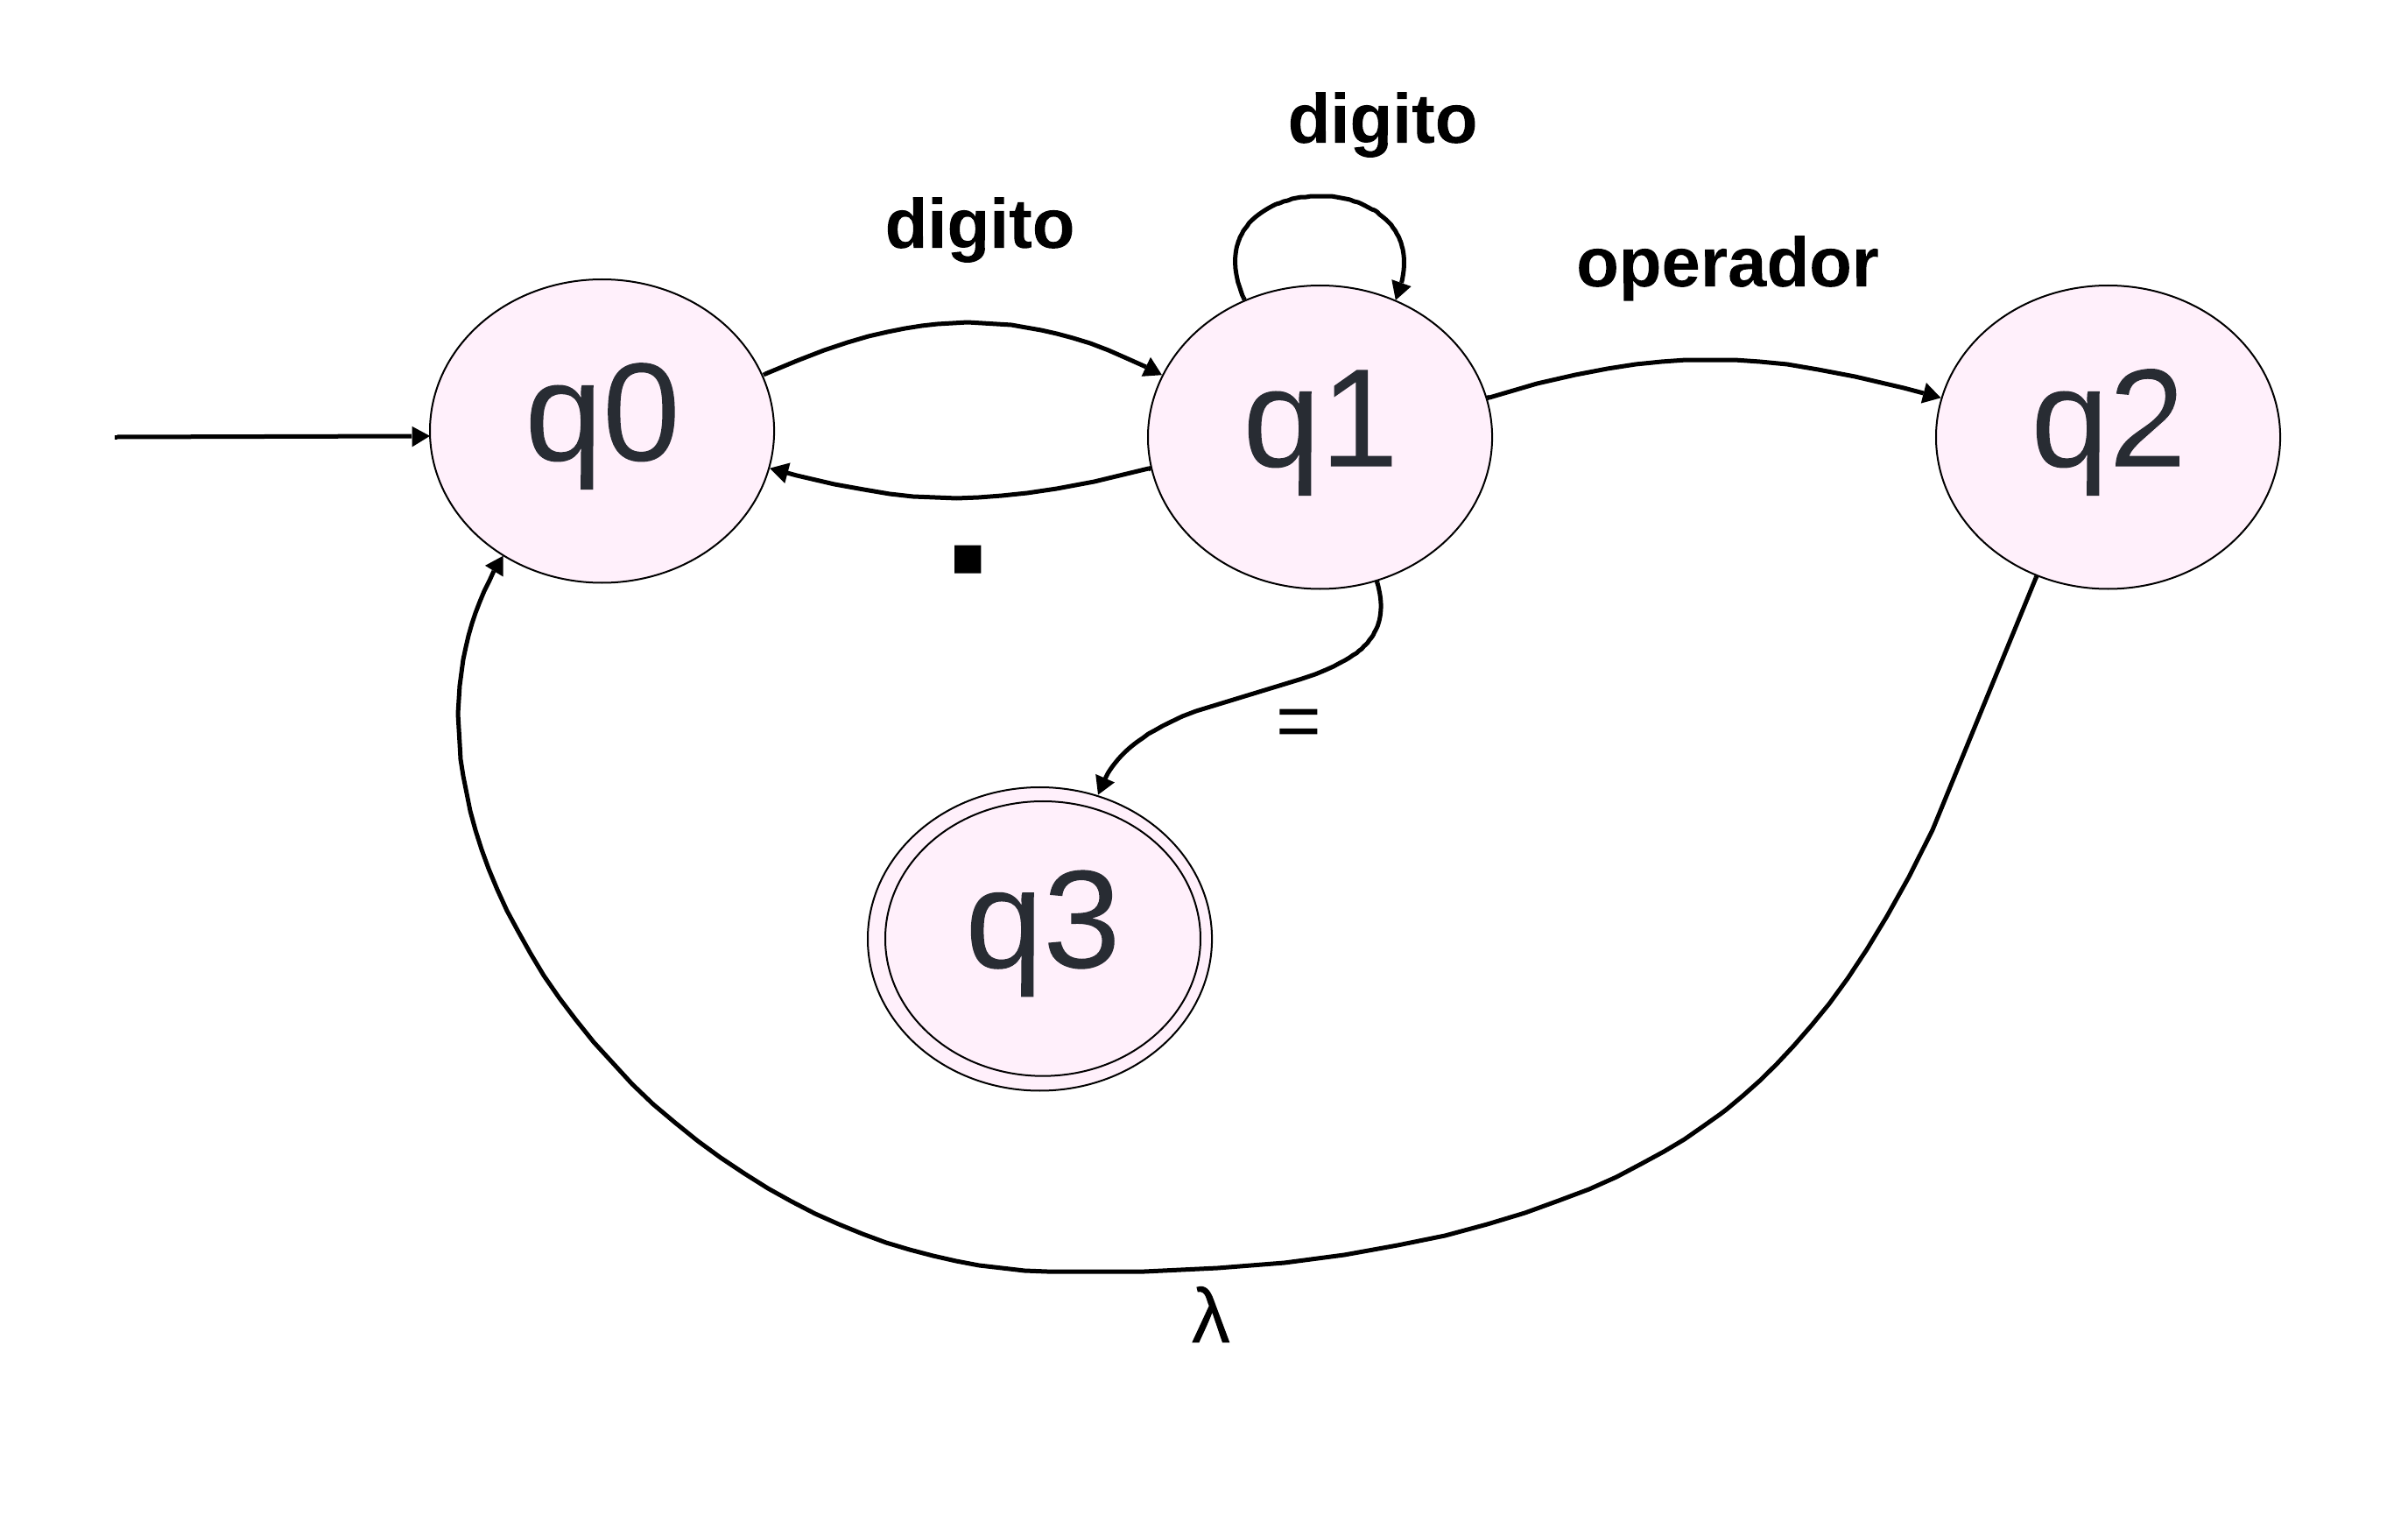 digito
digito
operador
q0
q1
q2
.
=
q3
λ